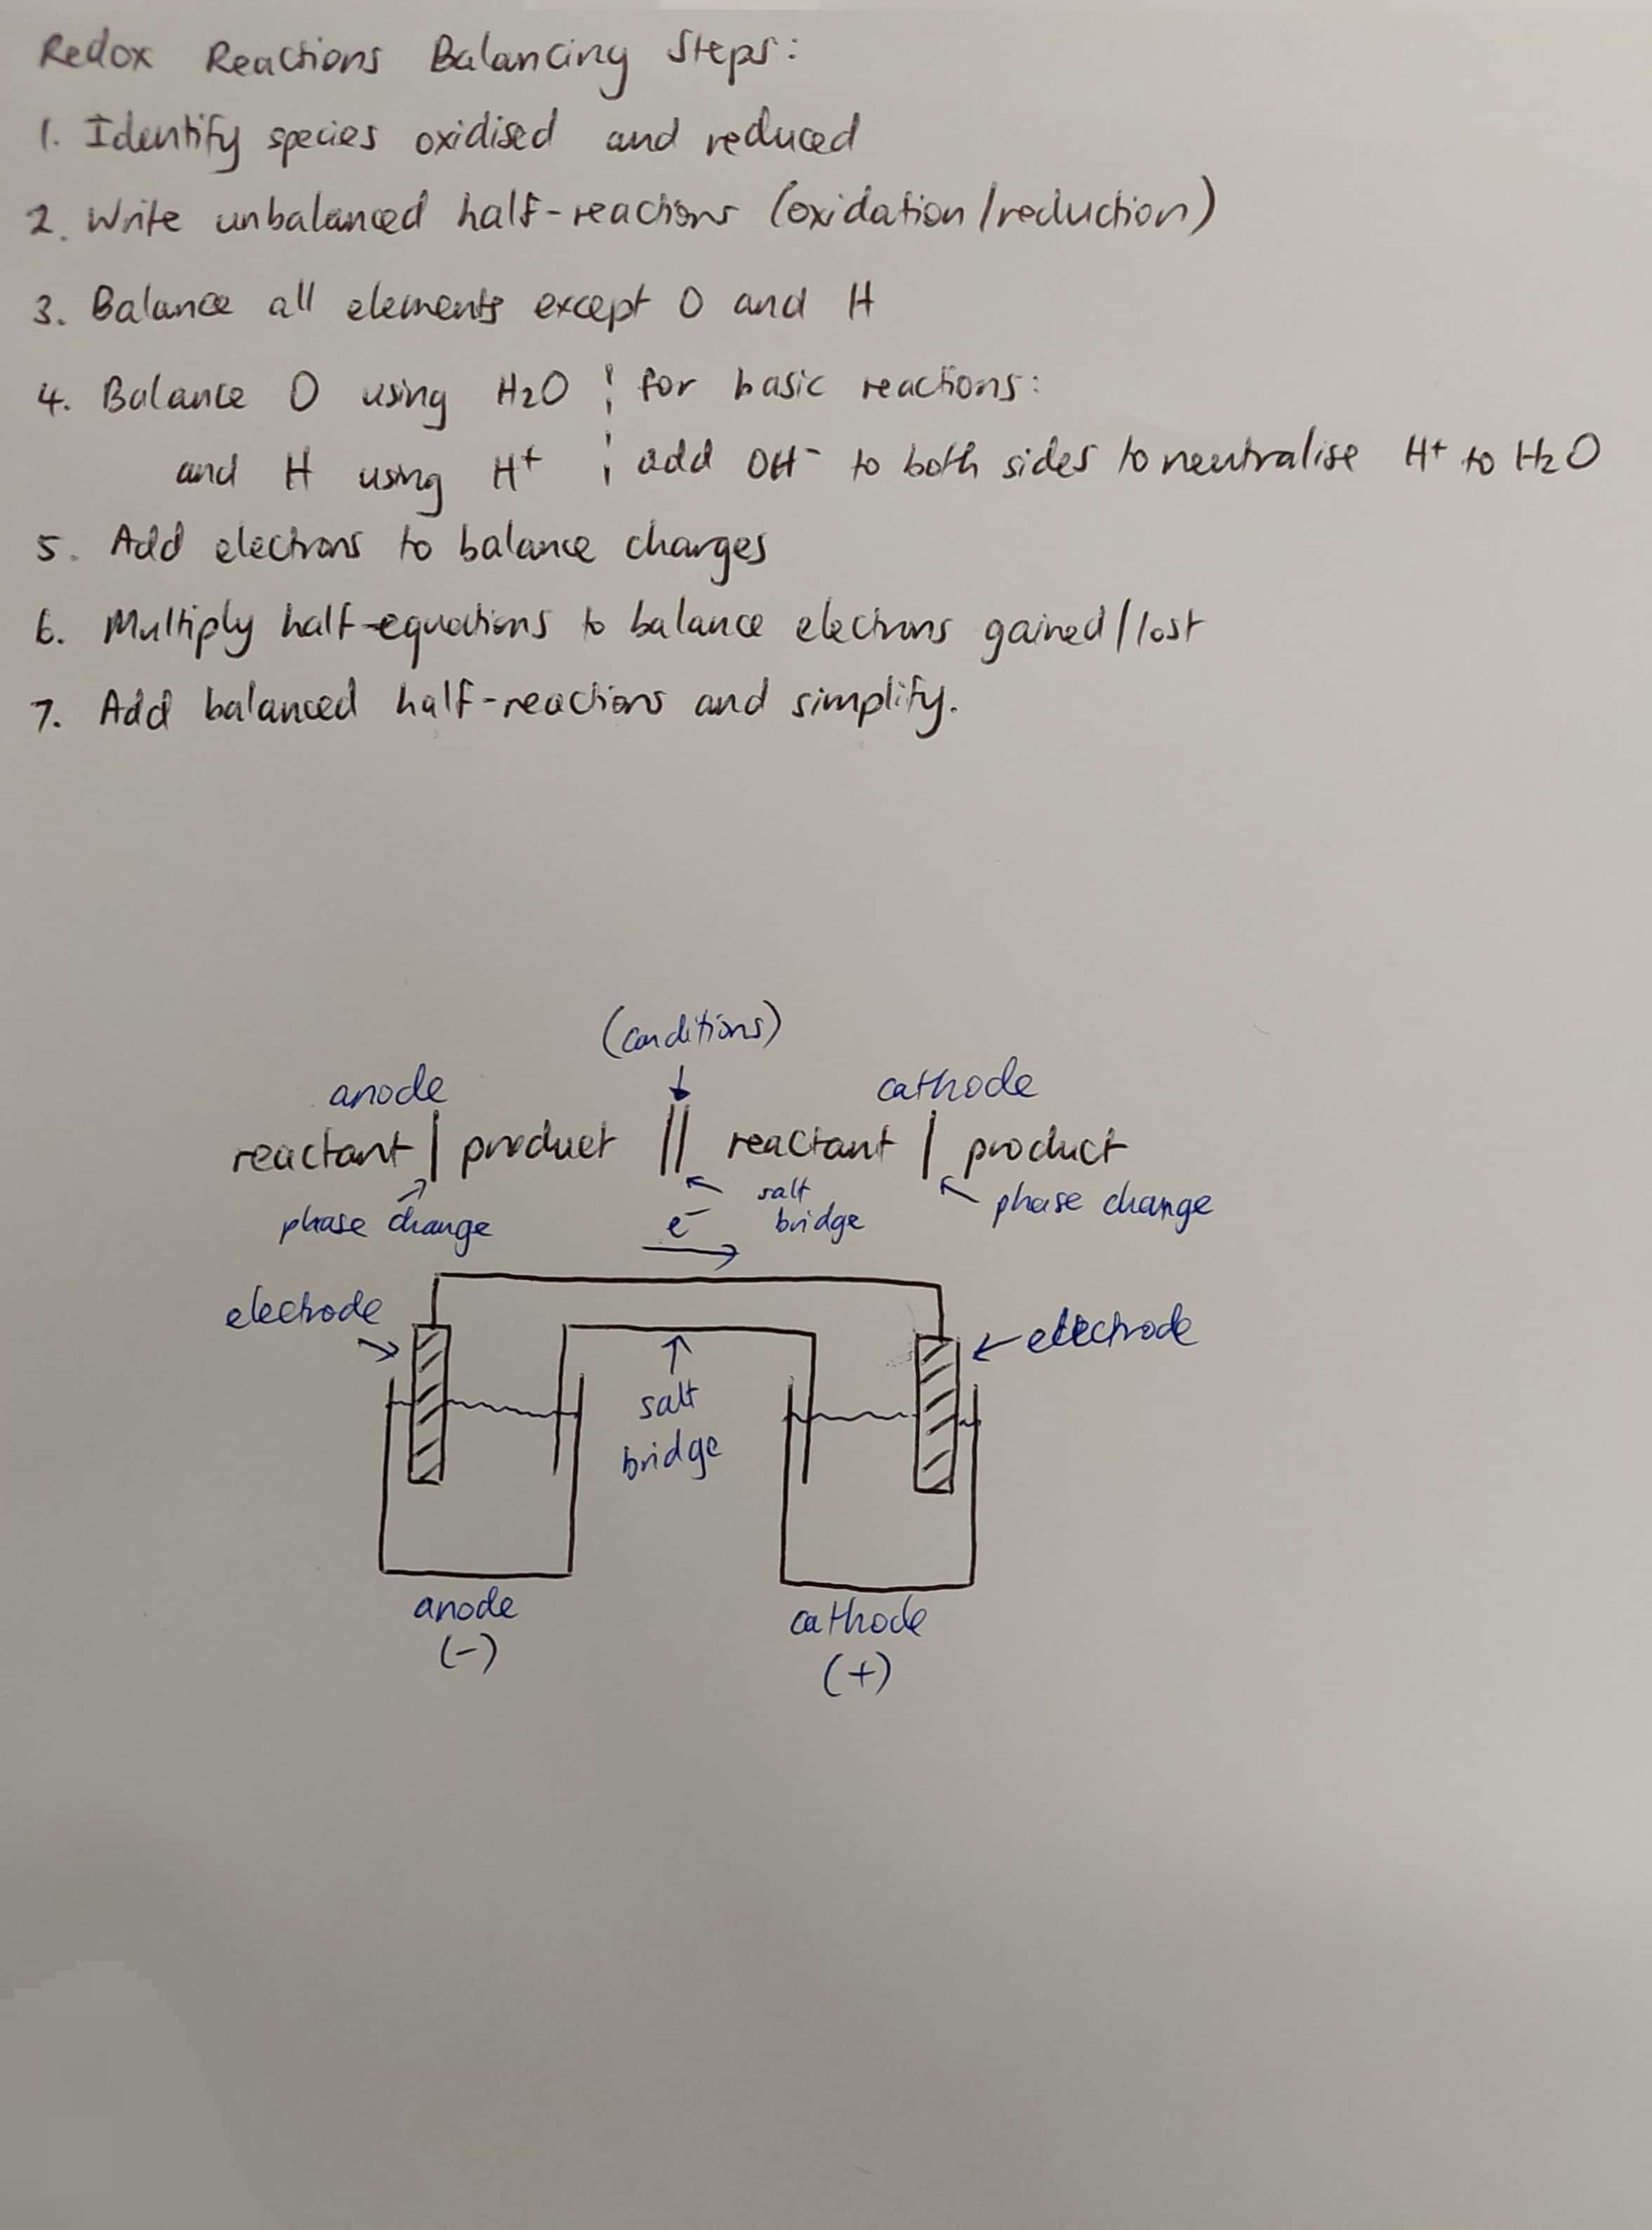 Redox Reactions Balancing Steps:
1. Identify species oxidised and reduced
2. Write unbalanced half-reactions (oxidation/reduction)
3. Balance all elements except O and H
4. Balance O using H2O ¦ for basic reactions:
and H using H+ ¦ add OH- to both sides to neutralise H+ to H2O
5. Add electrons to balance charges
6. Multiply half-equations to balance electrons gained/lost
7. Add balanced half-reactions and simplify.
(conditions)
↓
anode cathode
reactant | product || reactant | product
phase change salt bridge phase change
e-
→
electrode electrode
salt
bridge
anode cathode
(-) (+)